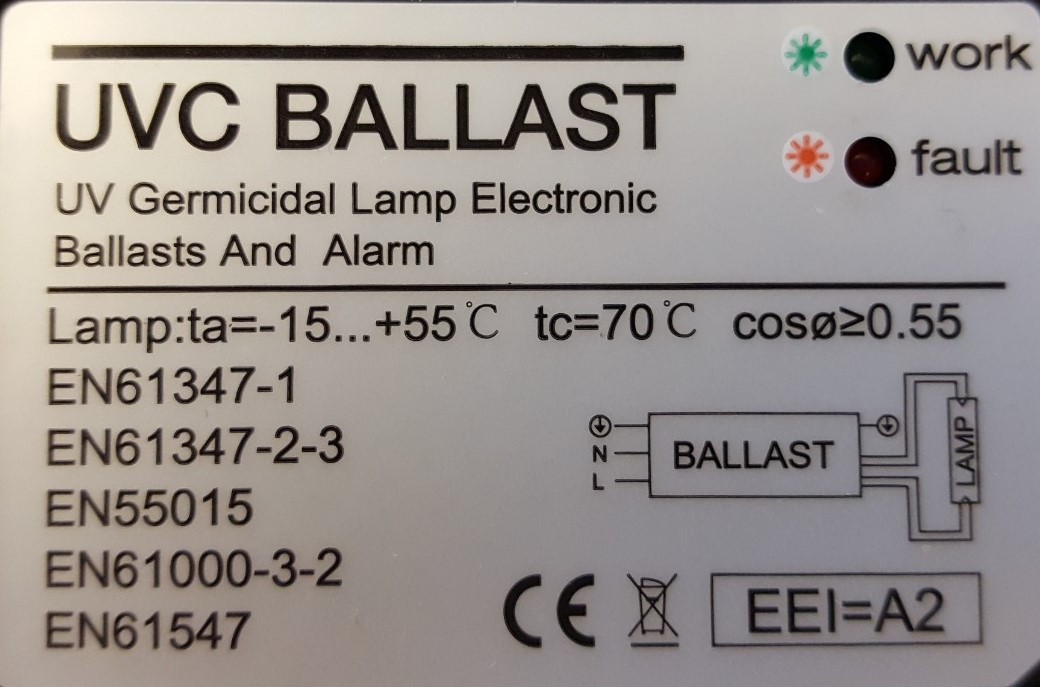 work
UVC BALLAST
fault
UV Germicidal Lamp Electronic
Ballasts And Alarm
Lamp:ta=-15...+55℃ tc=70℃ cosø≥0.55
EN61347-1
EN61347-2-3
EN55015
EN61000-3-2
EN61547
N
L
BALLAST
LAMP
CE
EEI=A2